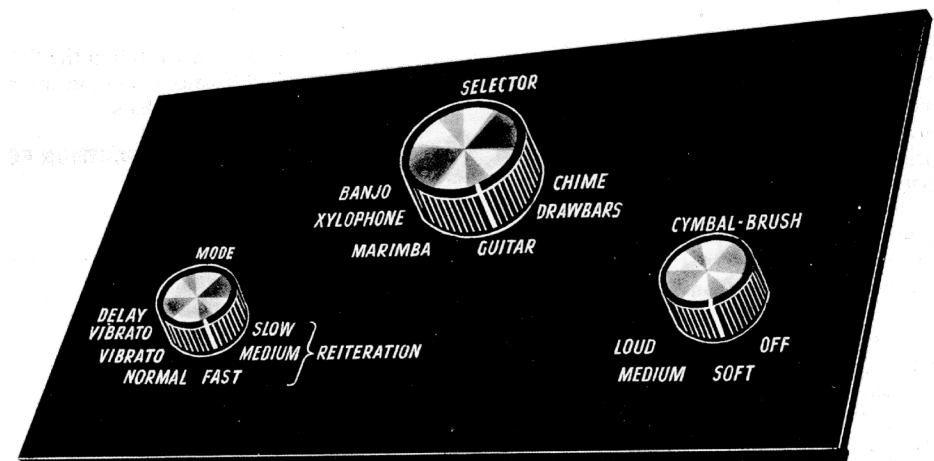 SELECTOR
BANJO
CHIME
XYLOPHONE
DRAWBARS
MARIMBA
GUITAR
CYMBAL-BRUSH
LOUD
OFF
MEDIUM
SOFT
MODE
DELAY
VIBRATO
SLOW
VIBRATO
MEDIUM
REITERATION
NORMAL
FAST